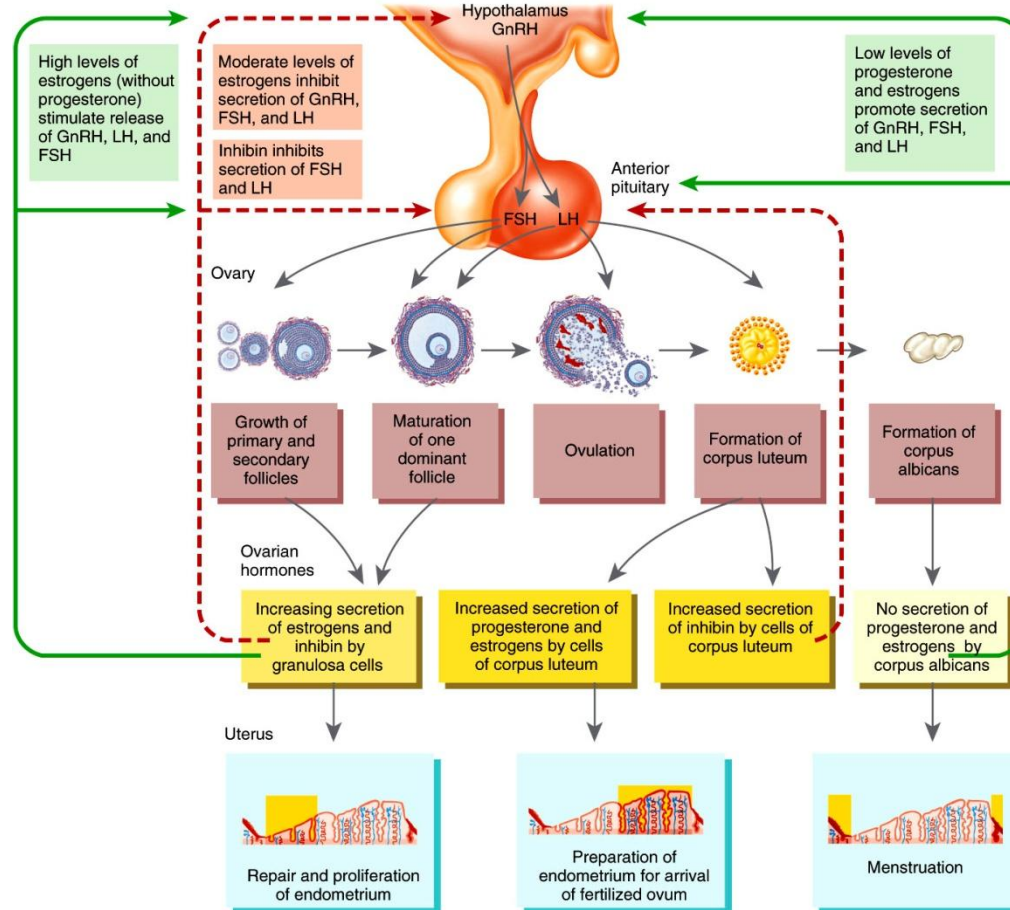 Hypothalamus
GnRH
High levels of
estrogens (without
progesterone)
stimulate release
of GnRH, LH, and
FSH
Moderate levels of
estrogens inhibit
secretion of GnRH,
FSH, and LH
Inhibin inhibits
secretion of FSH
and LH
Low levels of
progesterone
and estrogens
promote secretion
of GnRH, FSH,
and LH
Anterior
pituitary
FSH LH
Ovary
Growth of
primary and
secondary
follicles
Maturation
of one
dominant
follicle
Ovulation
Formation of
corpus luteum
Formation of
corpus
albicans
Ovarian
hormones
Increasing secretion
of estrogens and
inhibin by
granulosa cells
Increased secretion of
progesterone and
estrogens by cells
of corpus luteum
Increased secretion
of inhibin by cells of
corpus luteum
No secretion of
progesterone and
estrogens by
corpus albicans
Uterus
Repair and proliferation
of endometrium
Preparation of
endometrium for arrival
of fertilized ovum
Menstruation